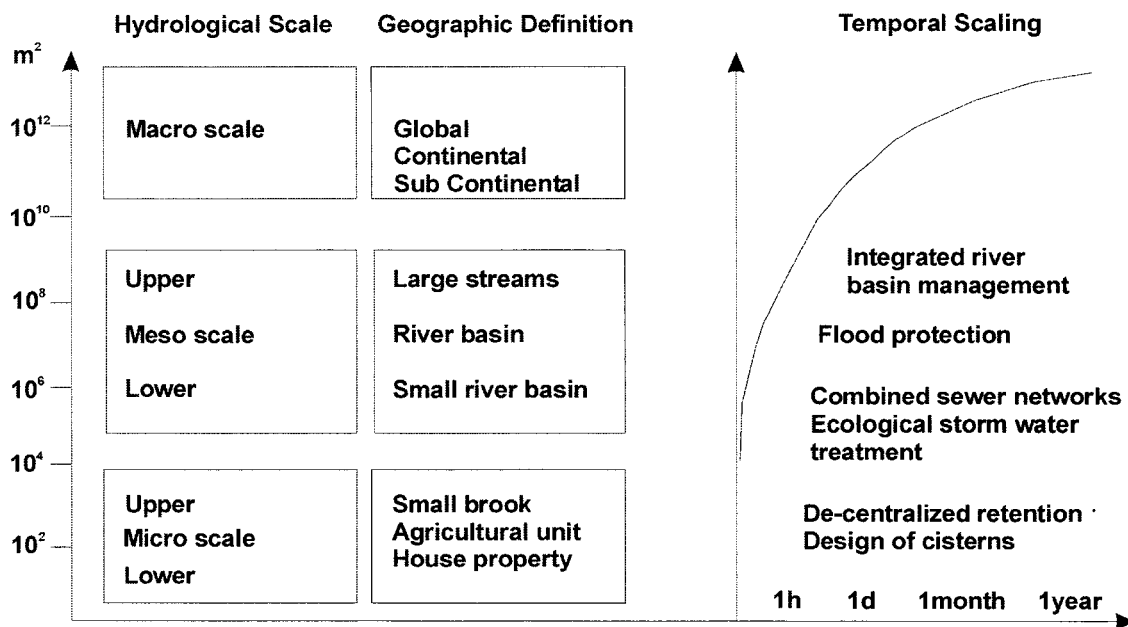 Hydrological Scale
Geographic Definition
Temporal Scaling
m²
10¹²
Macro scale
Global
Continental
Sub Continental
10¹⁰
10⁸
10⁶
Upper
Meso scale
Lower
Large streams
River basin
Small river basin
Integrated river
basin management
Flood protection
Combined sewer networks
Ecological storm water
treatment
10⁴
10²
Upper
Micro scale
Lower
Small brook
Agricultural unit
House property
De-centralized retention
Design of cisterns
1h 1d 1month 1year